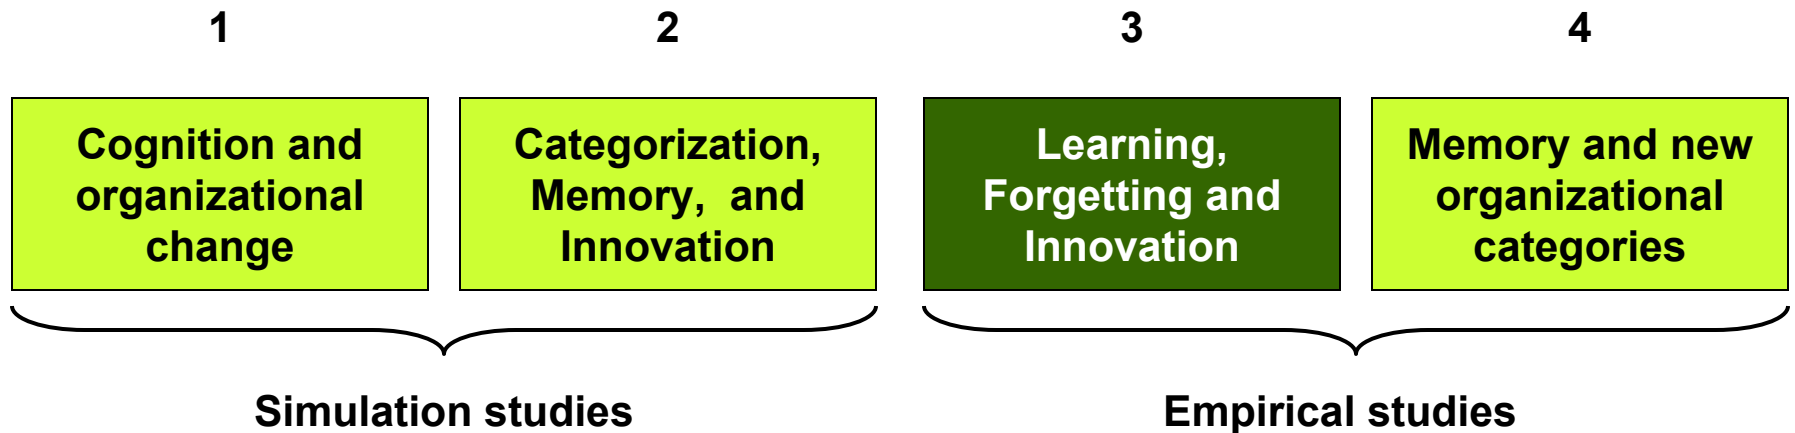 1
2
3
4
Cognition and
organizational
change
Categorization,
Memory,  and
Innovation
Learning,
Forgetting and
Innovation
Memory and new
organizational
categories
Simulation studies
Empirical studies